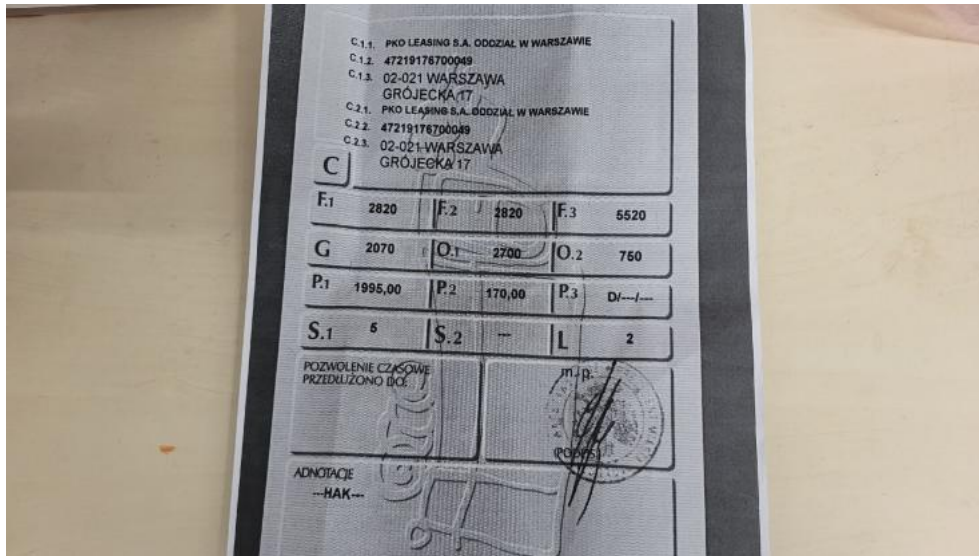 C.1.1. PKO LEASING S.A. ODDZIAŁ W WARSZAWIE
C.1.2. 47219176700049
C.1.3. 02-021 WARSZAWA
GRÓJECKA 17
C.2.1. PKO LEASING S.A. ODDZIAŁ W WARSZAWIE
C.2.2. 47219176700049
C.2.3. 02-021 WARSZAWA
GRÓJECKA 17
C
F.1 2820 F.2 2820 F.3 5520
G 2070 O.1 2700 O.2 750
P.1 1995,00 P.2 170,00 P.3 D/---/---
S.1 5 S.2 --- L 2
POZWOLENIE CZASOWE
PRZEDŁUŻONO DO:
m. p.
(PODPIS)
ADNOTACJE
---HAK---